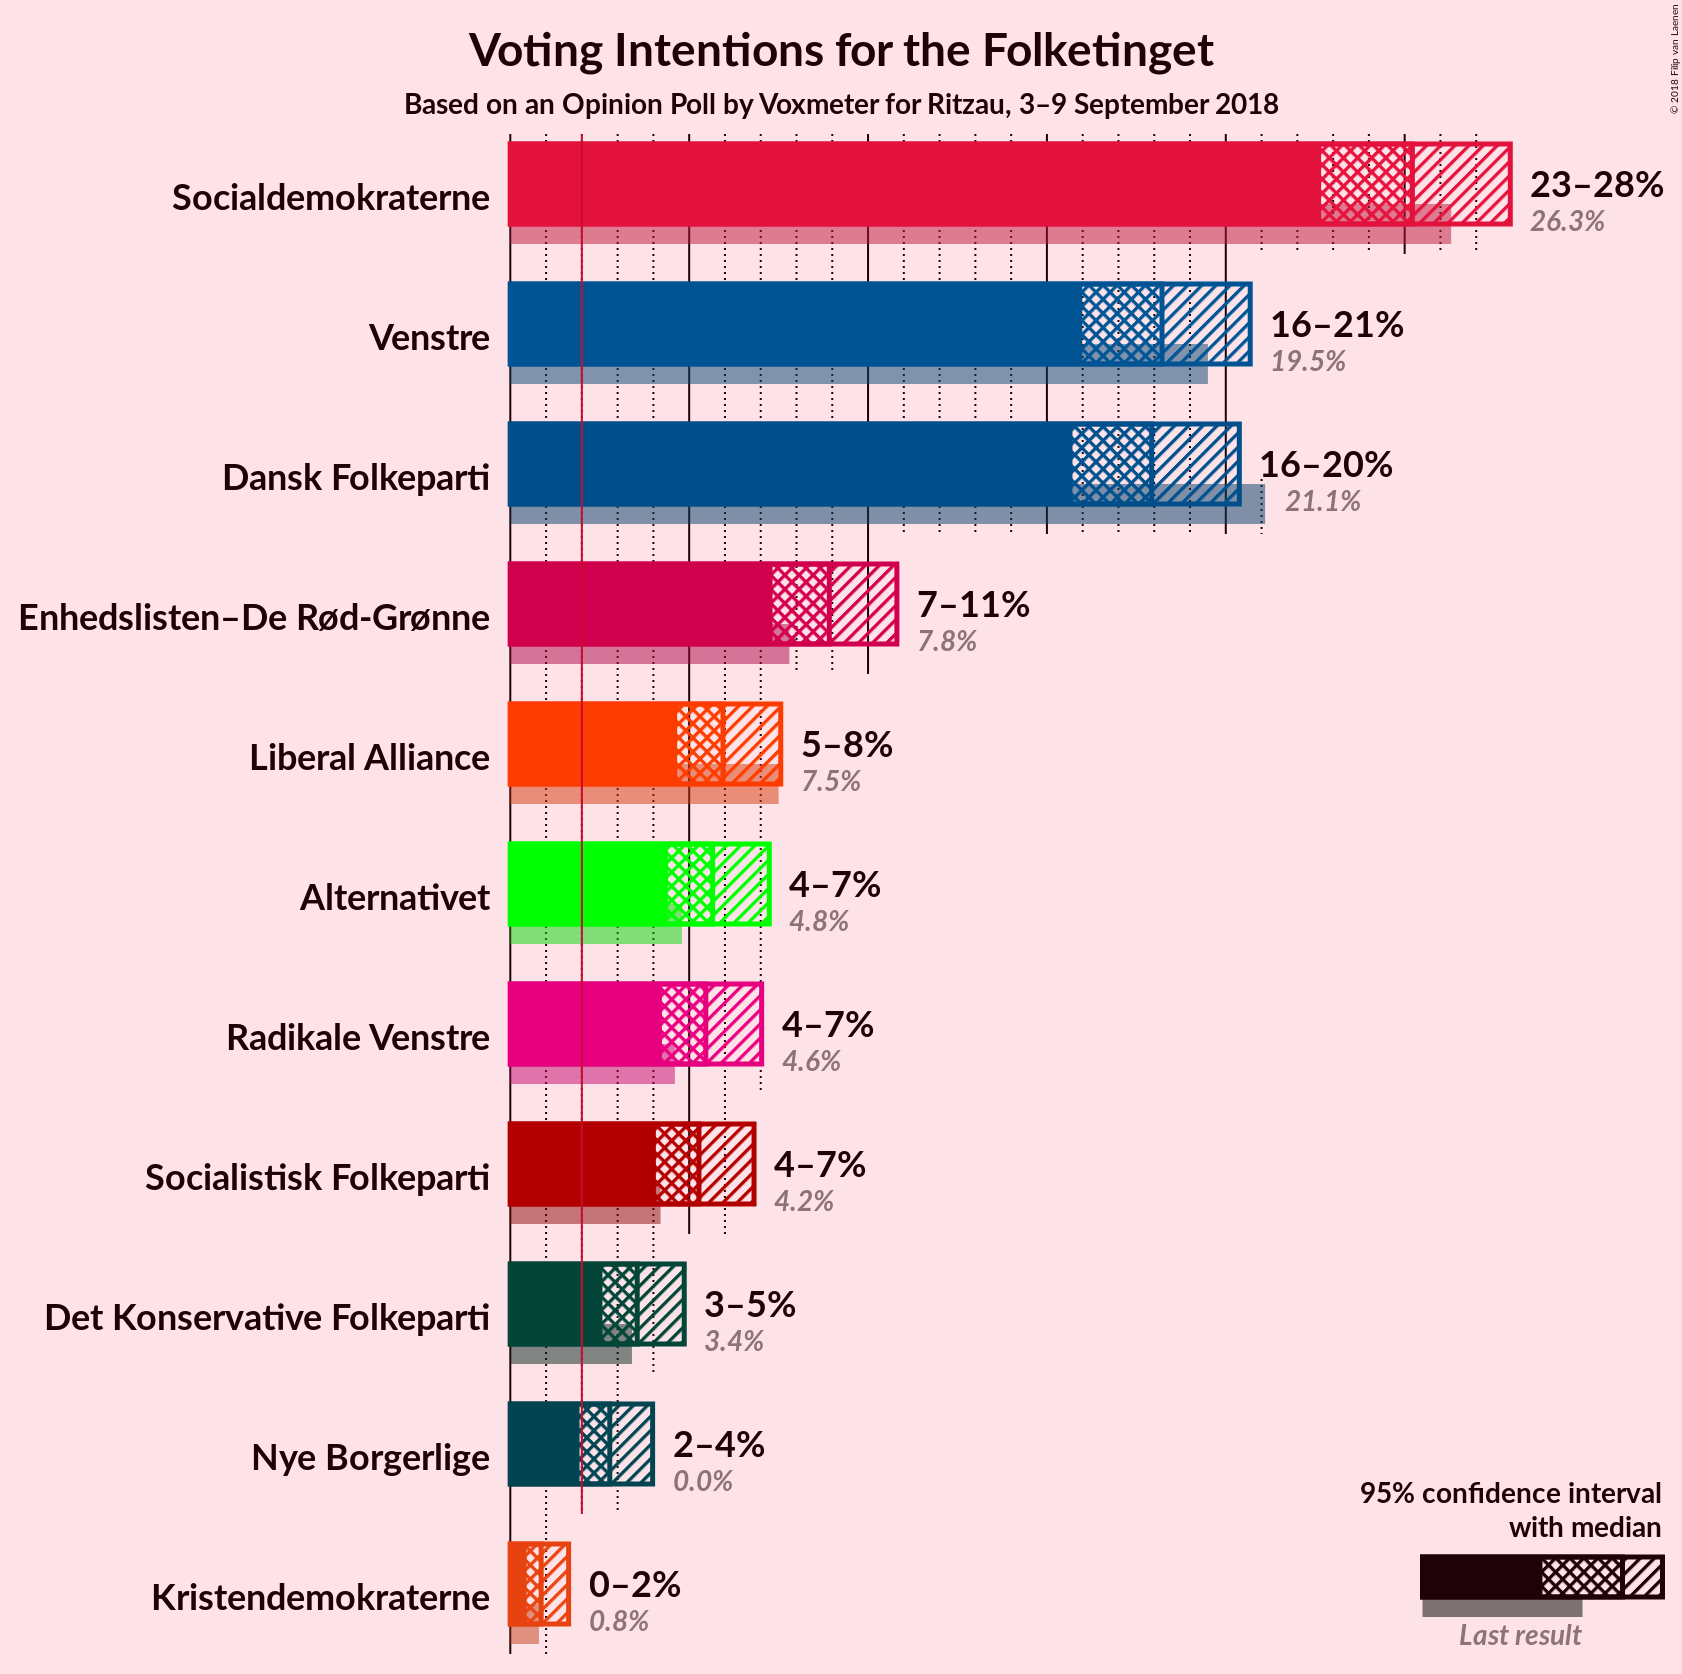 Voting Intentions for the Folketinget
Based on an Opinion Poll by Voxmeter for Ritzau, 3–9 September 2018
© 2018 Filip van Laenen
Socialdemokraterne
23–28%
26.3%
Venstre
16–21%
19.5%
Dansk Folkeparti
16–20%
21.1%
Enhedslisten–De Rød-Grønne
7–11%
7.8%
Liberal Alliance
5–8%
7.5%
Alternativet
4–7%
4.8%
Radikale Venstre
4–7%
4.6%
Socialistisk Folkeparti
4–7%
4.2%
Det Konservative Folkeparti
3–5%
3.4%
Nye Borgerlige
2–4%
0.0%
Kristendemokraterne
0–2%
0.8%
95% confidence interval
with median
Last result